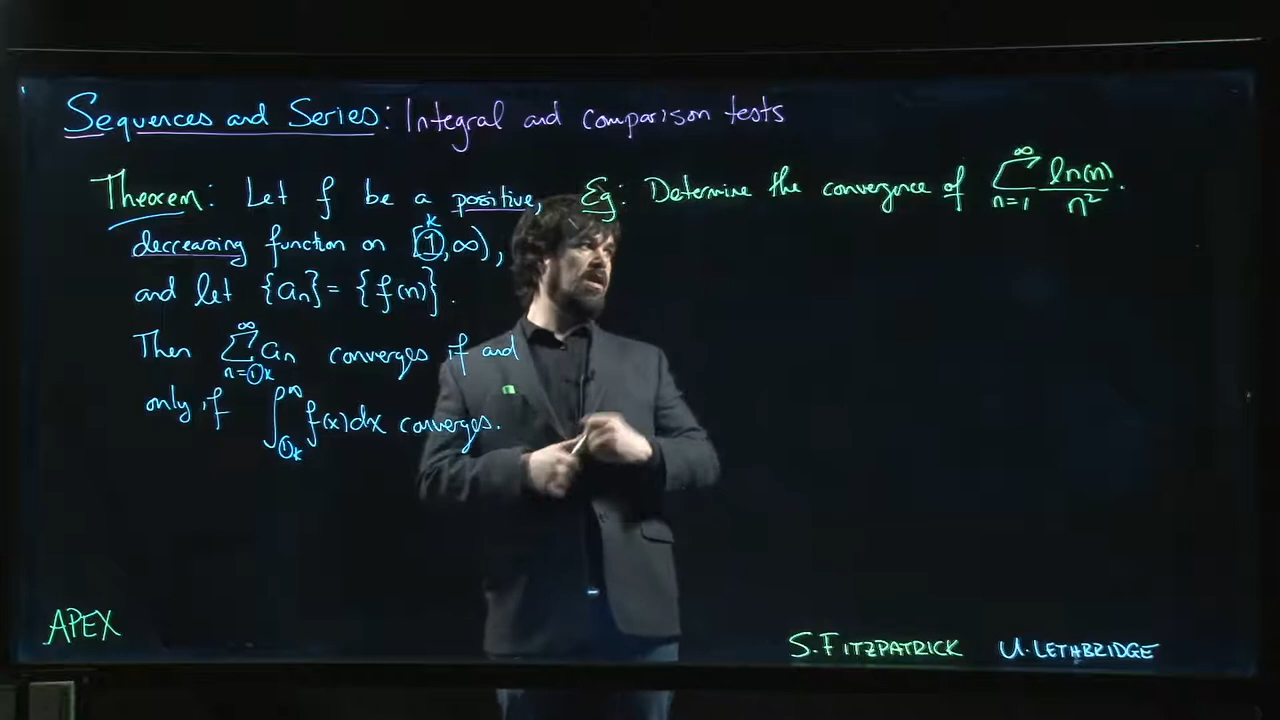 Sequences and Series: Integral and comparison tests
Theorem: Let f be a positive,
decreasing function on [1, ∞),
k
and let {aₙ} = {f(n)}.
Then ∑_{n=1 k}^{∞} aₙ converges if and
only if ∫_{1 k}^{∞} f(x)dx converges.
Eg: Determine the convergence of ∑_{n=1}^{∞} ln(n)/n².
APEX
S. FITZPATRICK U. LETHBRIDGE